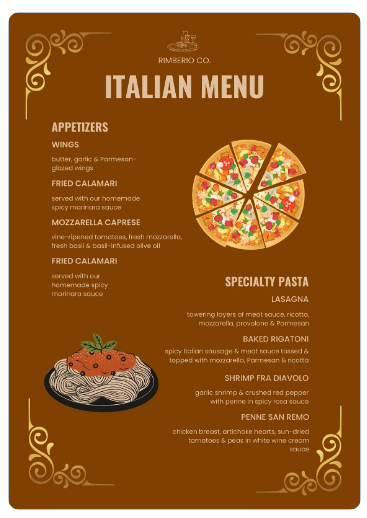 RIMBERIO CO.
ITALIAN MENU
APPETIZERS
WINGS
butter, garlic & Parmesan-
glazed wings
FRIED CALAMARI
served with our homemade
spicy marinara sauce
MOZZARELLA CAPRESE
vine-ripened tomatoes, fresh mozzarella,
fresh basil & basil-infused olive oil
FRIED CALAMARI
served with our
homemade spicy
marinara sauce
SPECIALTY PASTA
LASAGNA
towering layers of meat sauce, ricotta,
mozzarella, provolone & Parmesan
BAKED RIGATONI
spicy Italian sausage & meat sauce tossed &
topped with mozzarella, Parmesan & ricotta
SHRIMP FRA DIAVOLO
garlic shrimp & crushed red pepper
with penne in spicy rosa sauce
PENNE SAN REMO
chicken breast, artichoke hearts, sun-dried
tomatoes & peas in white wine cream
sauce